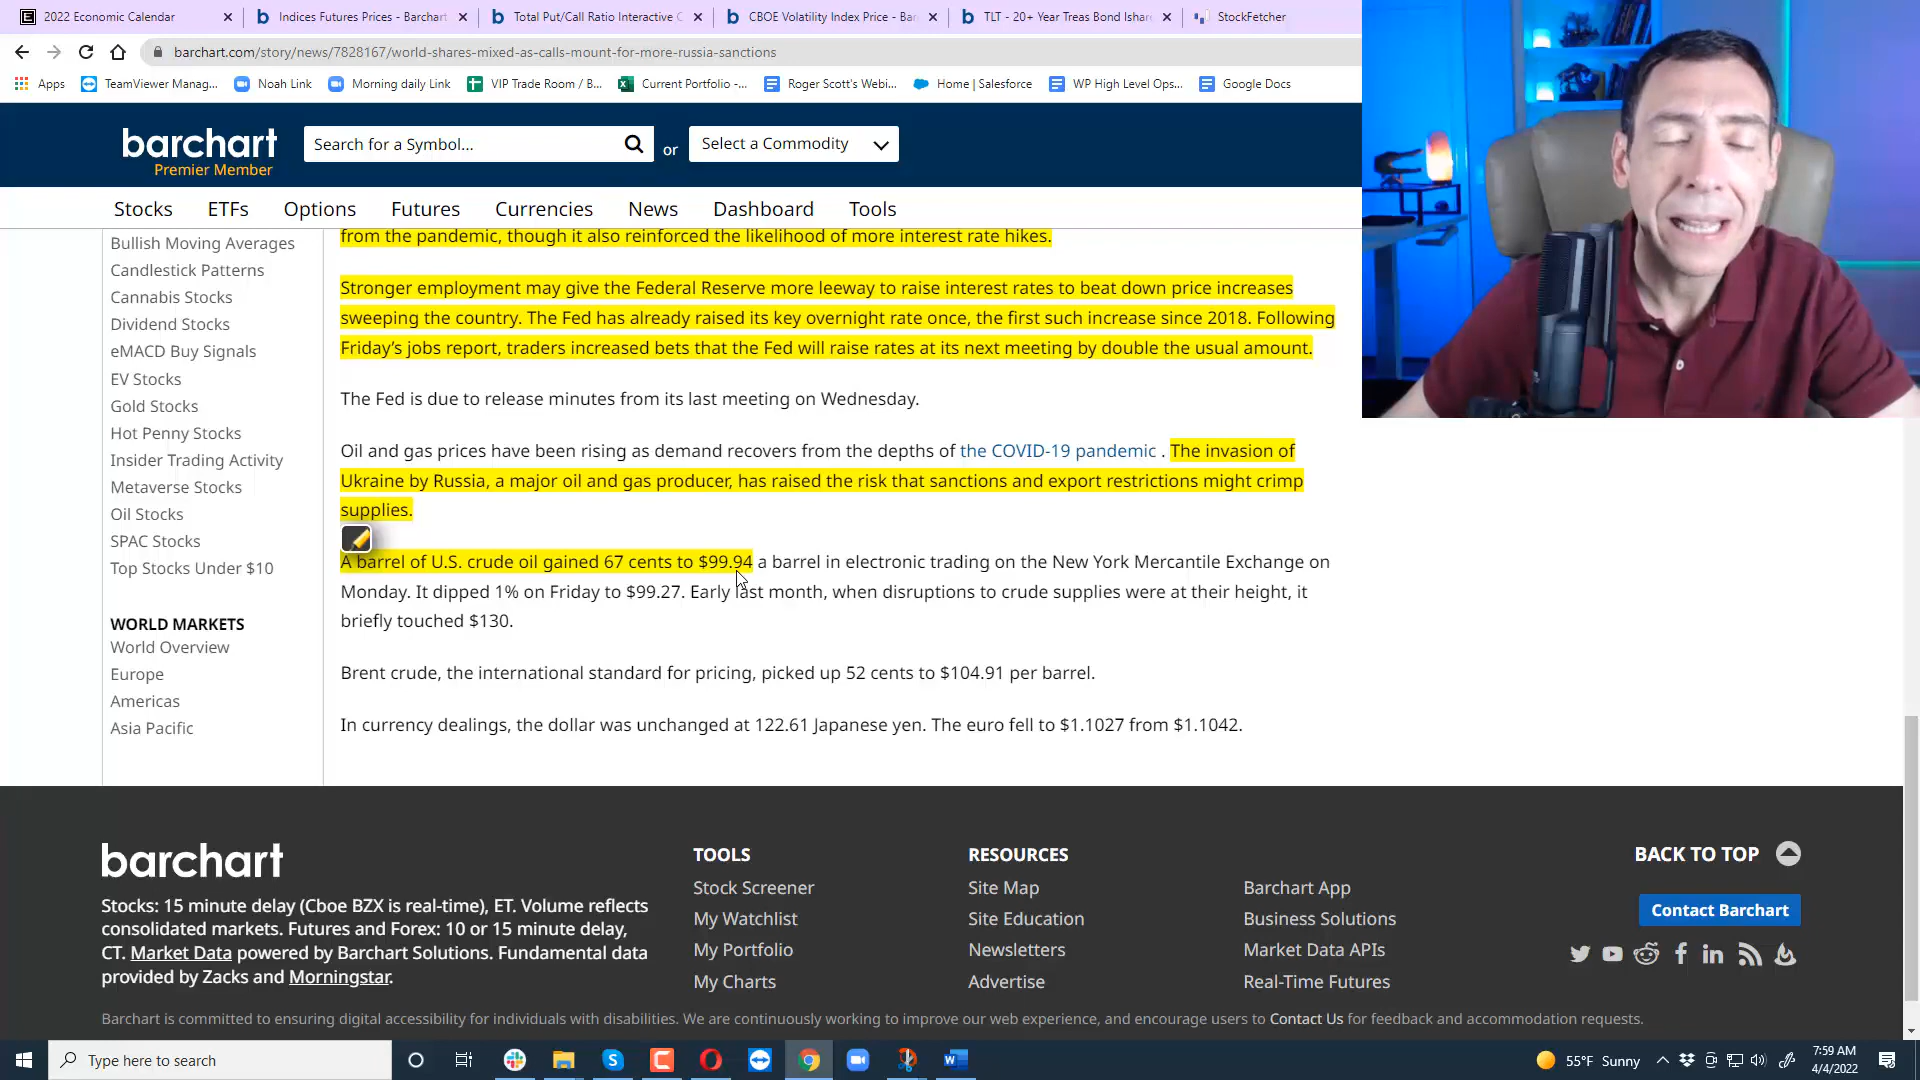 2022 Economic Calendar
Indices Futures Prices - Barchart
Total Put/Call Ratio Interactive C
CBOE Volatility Index Price - Bar
TLT - 20+ Year Treas Bond Ishar
StockFetcher
barchart.com/story/news/7828167/world-shares-mixed-as-calls-mount-for-more-russia-sanctions
Apps
TeamViewer Manag...
Noah Link
Morning daily Link
VIP Trade Room / B...
Current Portfolio -...
Roger Scott's Webi...
Home | Salesforce
WP High Level Ops...
Google Docs
barchart
Premier Member
Search for a Symbol...
or
Select a Commodity
Stocks
ETFs
Options
Futures
Currencies
News
Dashboard
Tools
Bullish Moving Averages
Candlestick Patterns
Cannabis Stocks
Dividend Stocks
eMACD Buy Signals
EV Stocks
Gold Stocks
Hot Penny Stocks
Insider Trading Activity
Metaverse Stocks
Oil Stocks
SPAC Stocks
Top Stocks Under $10
WORLD MARKETS
World Overview
Europe
Americas
Asia Pacific
from the pandemic, though it also reinforced the likelihood of more interest rate hikes.
Stronger employment may give the Federal Reserve more leeway to raise interest rates to beat down price increases
sweeping the country. The Fed has already raised its key overnight rate once, the first such increase since 2018. Following
Friday's jobs report, traders increased bets that the Fed will raise rates at its next meeting by double the usual amount.
The Fed is due to release minutes from its last meeting on Wednesday.
Oil and gas prices have been rising as demand recovers from the depths of the COVID-19 pandemic . The invasion of
Ukraine by Russia, a major oil and gas producer, has raised the risk that sanctions and export restrictions might crimp
supplies.
A barrel of U.S. crude oil gained 67 cents to $99.94 a barrel in electronic trading on the New York Mercantile Exchange on
Monday. It dipped 1% on Friday to $99.27. Early last month, when disruptions to crude supplies were at their height, it
briefly touched $130.
Brent crude, the international standard for pricing, picked up 52 cents to $104.91 per barrel.
In currency dealings, the dollar was unchanged at 122.61 Japanese yen. The euro fell to $1.1027 from $1.1042.
barchart
Stocks: 15 minute delay (Cboe BZX is real-time), ET. Volume reflects
consolidated markets. Futures and Forex: 10 or 15 minute delay,
CT. Market Data powered by Barchart Solutions. Fundamental data
provided by Zacks and Morningstar.
TOOLS
Stock Screener
My Watchlist
My Portfolio
My Charts
RESOURCES
Site Map
Site Education
Newsletters
Advertise
Barchart App
Business Solutions
Market Data APIs
Real-Time Futures
BACK TO TOP
Contact Barchart
Barchart is committed to ensuring digital accessibility for individuals with disabilities. We are continuously working to improve our web experience, and encourage users to Contact Us for feedback and accommodation requests.
Type here to search
55°F Sunny
7:59 AM
4/4/2022